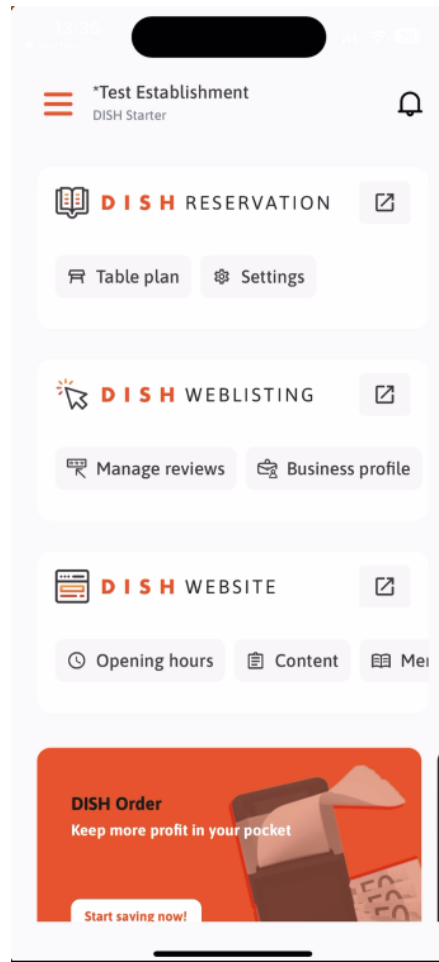 *Test Establishment
DISH Starter
DISH RESERVATION
Table plan Settings
DISH WEBLISTING
Manage reviews Business profile
DISH WEBSITE
Opening hours Content Mer
DISH Order
Keep more profit in your pocket
Start saving now!